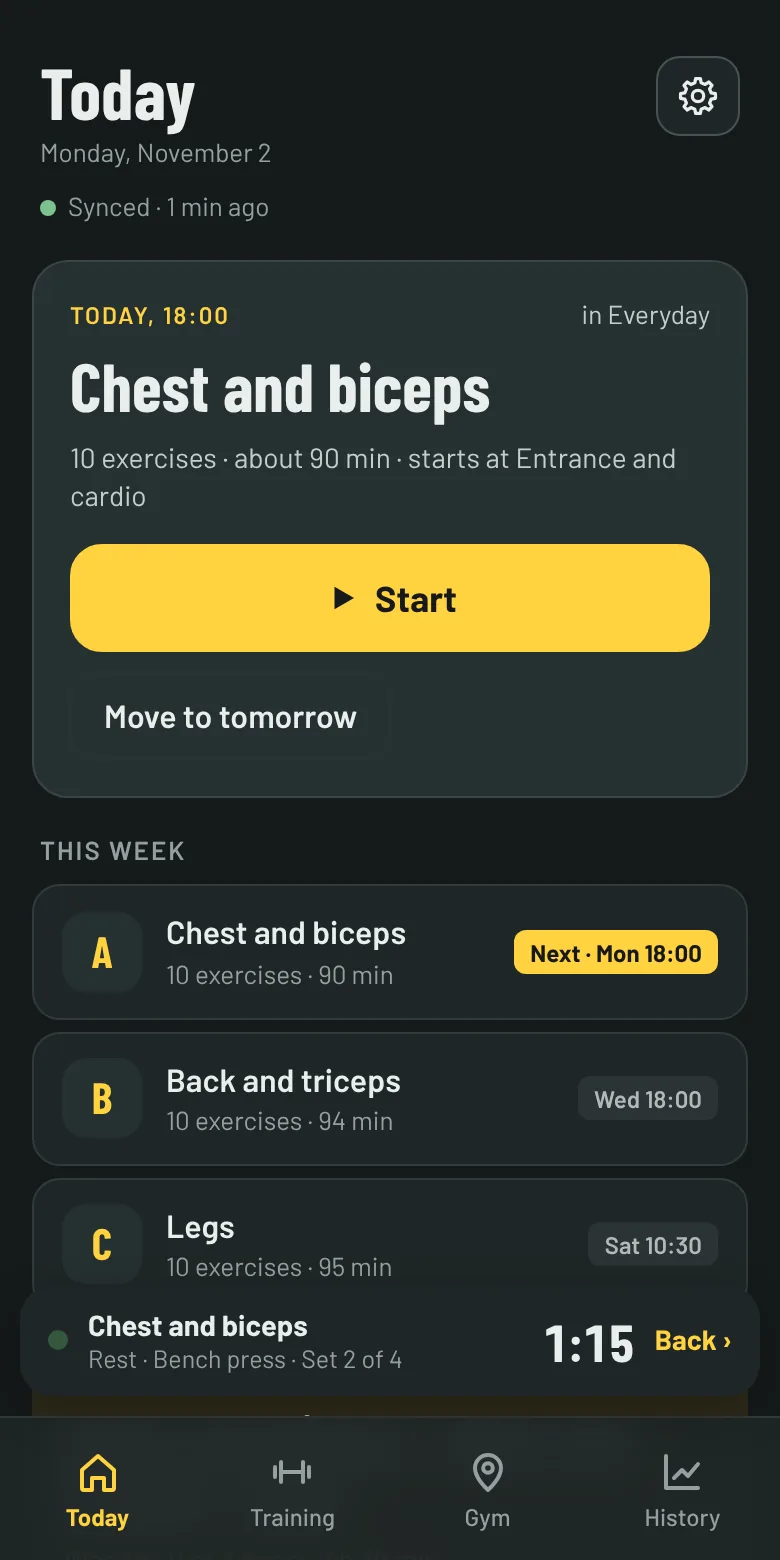 Today
Monday, November 2
Synced · 1 min ago
TODAY, 18:00
in Everyday
Chest and biceps
10 exercises · about 90 min · starts at Entrance and
cardio
Start
Move to tomorrow
THIS WEEK
A
Chest and biceps
10 exercises · 90 min
Next · Mon 18:00
B
Back and triceps
10 exercises · 94 min
Wed 18:00
C
Legs
10 exercises · 95 min
Sat 10:30
Chest and biceps
Rest · Bench press · Set 2 of 4
1:15
Back ›
Today
Training
Gym
History